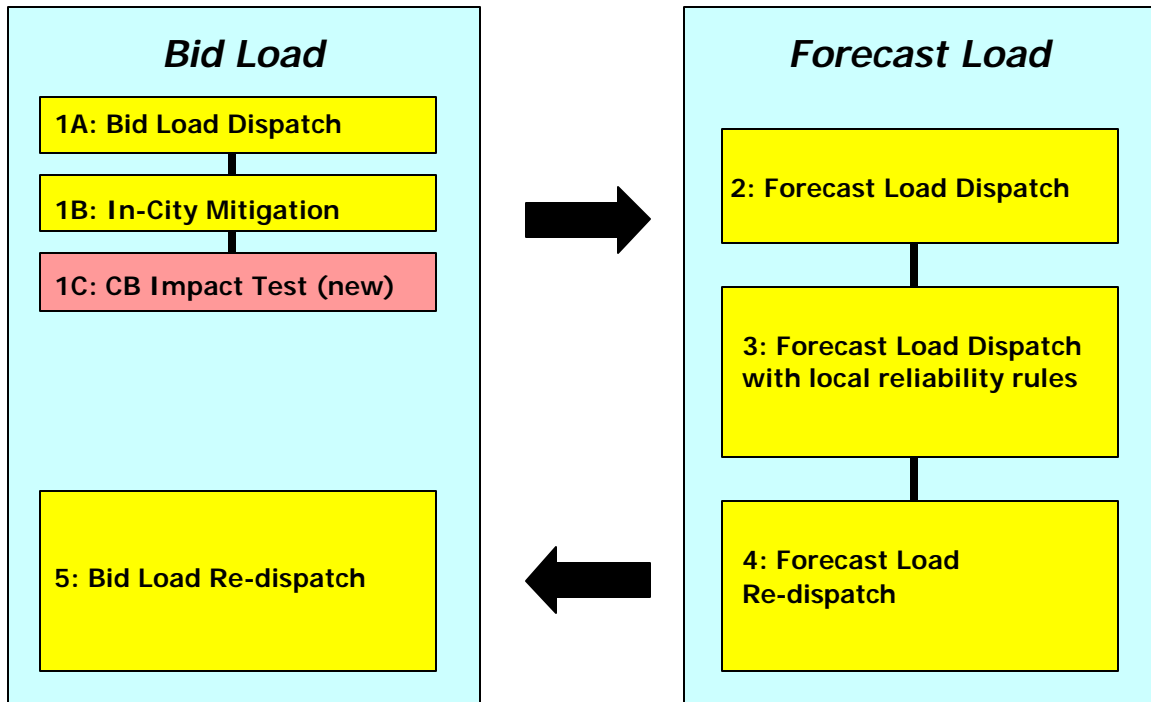 Bid Load
1A: Bid Load Dispatch
1B: In-City Mitigation
1C: CB Impact Test (new)
5: Bid Load Re-dispatch
Forecast Load
2: Forecast Load Dispatch
3: Forecast Load Dispatch
with local reliability rules
4: Forecast Load
Re-dispatch